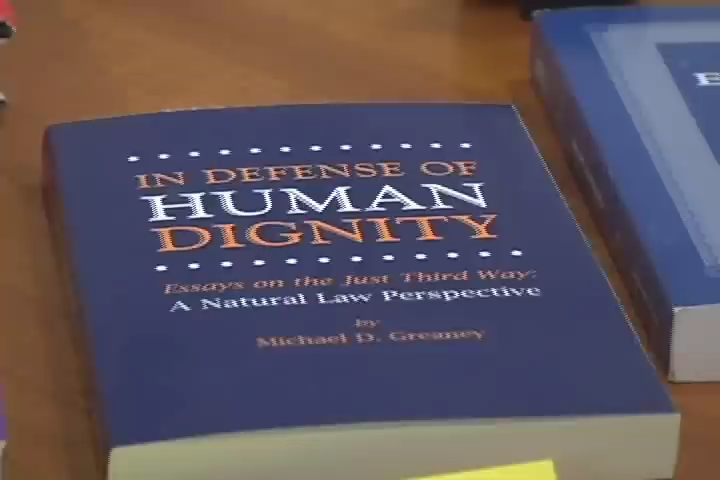 IN DEFENSE OF
HUMAN
DIGNITY
Essays on the Just Third Way:
A Natural Law Perspective
by
Michael D. Greaney